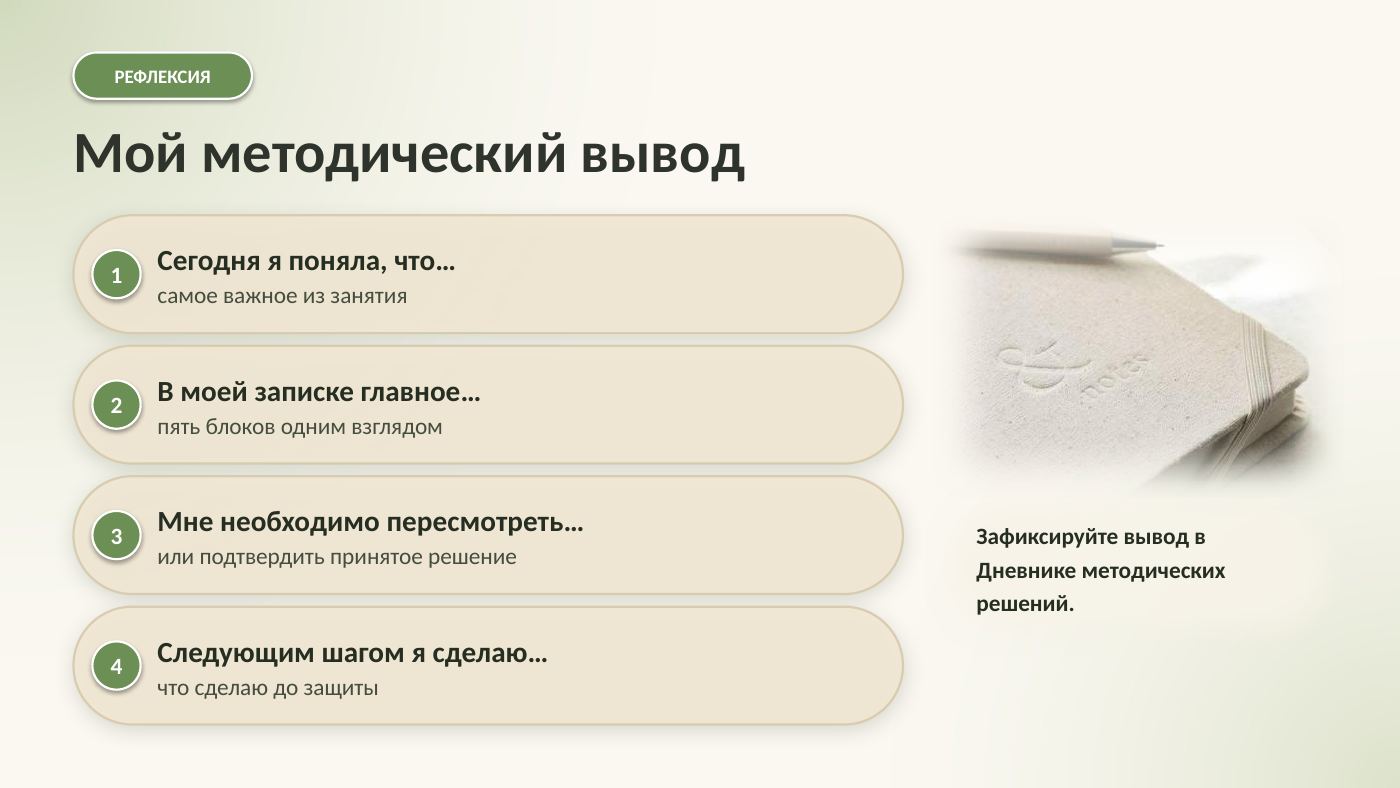 РЕФЛЕКСИЯ
Мой методический вывод
1
Сегодня я поняла, что…
самое важное из занятия
2
В моей записке главное…
пять блоков одним взглядом
3
Мне необходимо пересмотреть…
или подтвердить принятое решение
4
Следующим шагом я сделаю…
что сделаю до защиты
notes
Зафиксируйте вывод в
Дневнике методических
решений.